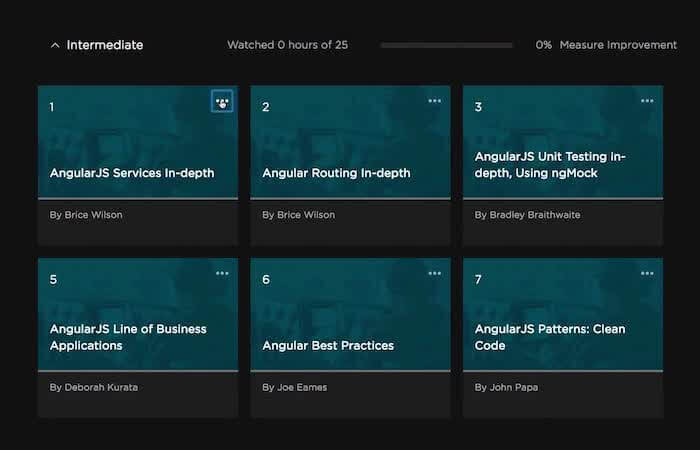 Intermediate
Watched 0 hours of 25
0% Measure Improvement
1
AngularJS Services In-depth
By Brice Wilson
2
Angular Routing In-depth
By Brice Wilson
3
AngularJS Unit Testing in-
depth, Using ngMock
By Bradley Braithwaite
5
AngularJS Line of Business
Applications
By Deborah Kurata
6
Angular Best Practices
By Joe Eames
7
AngularJS Patterns: Clean
Code
By John Papa